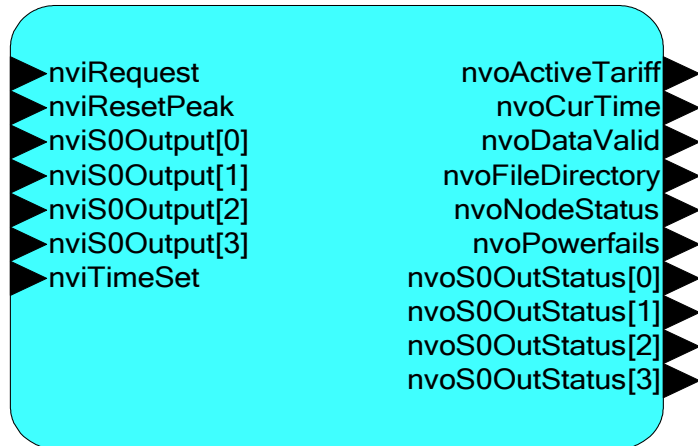 nviRequest
nviResetPeak
nviS0Output[0]
nviS0Output[1]
nviS0Output[2]
nviS0Output[3]
nviTimeSet
nvoActiveTariff
nvoCurTime
nvoDataValid
nvoFileDirectory
nvoNodeStatus
nvoPowerfails
nvoS0OutStatus[0]
nvoS0OutStatus[1]
nvoS0OutStatus[2]
nvoS0OutStatus[3]